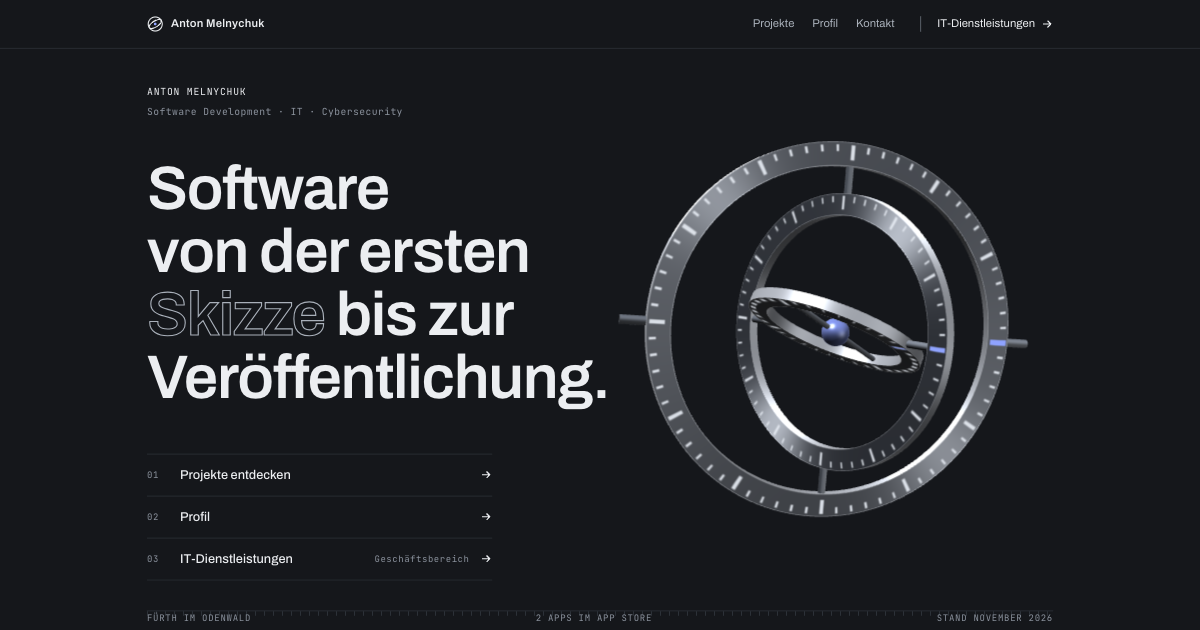 Anton Melnychuk
Projekte Profil Kontakt IT-Dienstleistungen →
ANTON MELNYCHUK
Software Development · IT · Cybersecurity
Software
von der ersten
Skizze bis zur
Veröffentlichung.
01 Projekte entdecken →
02 Profil →
03 IT-Dienstleistungen Geschäftsbereich →
FÜRTH IM ODENWALD 2 APPS IM APP STORE STAND NOVEMBER 2026